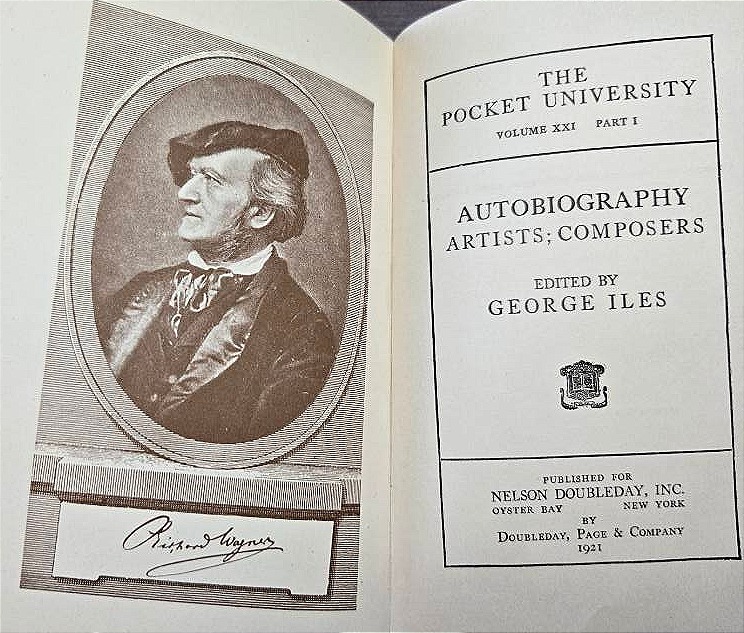 Richard Wagner
THE
POCKET UNIVERSITY
VOLUME XXI PART I
AUTOBIOGRAPHY
ARTISTS; COMPOSERS
EDITED BY
GEORGE ILES
PUBLISHED FOR
NELSON DOUBLEDAY, INC.
OYSTER BAY NEW YORK
BY
DOUBLEDAY, PAGE & COMPANY
1921